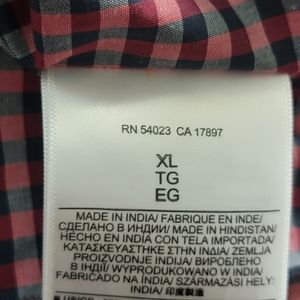 RN 54023 CA 17897
XL
TG
EG
MADE IN INDIA/ FABRIQUE EN INDE/
СДЕЛАНО В ИНДИИ/ MADE IN HINDISTAN/
HECHO EN INDIA CON TELA IMPORTADA/
ΚΑΤΑΣΚΕΥΑΣΤΗΚΕ ΣΤΗΝ ΙΝΔΙΑ/ ZEMLJA
PROIZVODNJE INDIJA/ ВИРОБЛЕНО
В ІНДІЇ/ WYPRODUKOWANO W INDIA/
FABRICADO NA ÍNDIA/ SZÁRMAZÁSI HELY:
INDIA/ 印度製造